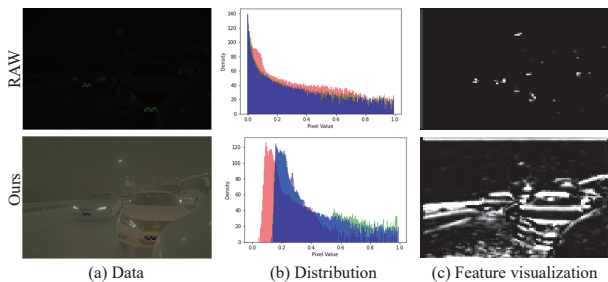 RAW
Density
140
120
100
80
60
40
20
0
0.0 0.2 0.4 0.6 0.8 1.0
Pixel Value
Ours
Density
120
100
80
60
40
20
0
0.0 0.2 0.4 0.6 0.8 1.0
Pixel Value
(a) Data (b) Distribution (c) Feature visualization